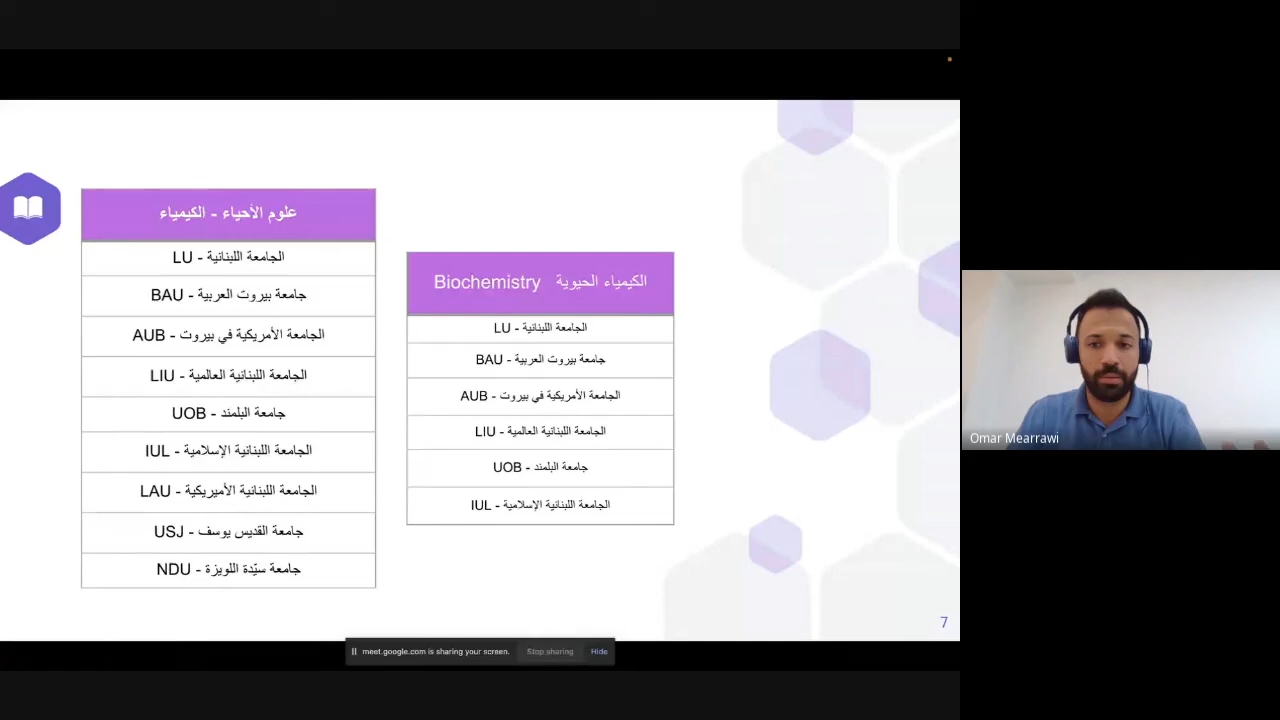 علوم الأحياء - الكيمياء
الجامعة اللبنانية - LU
جامعة بيروت العربية - BAU
الجامعة الأمريكية في بيروت - AUB
الجامعة اللبنانية العالمية - LIU
جامعة البلمند - UOB
الجامعة اللبنانية الإسلامية - IUL
الجامعة اللبنانية الأميريكية - LAU
جامعة القديس يوسف - USJ
جامعة سيّدة اللويزة - NDU
الكيمياء الحيوية Biochemistry
الجامعة اللبنانية - LU
جامعة بيروت العربية - BAU
الجامعة الأمريكية في بيروت - AUB
الجامعة اللبنانية العالمية - LIU
جامعة البلمند - UOB
الجامعة اللبنانية الإسلامية - IUL
7
meet.google.com is sharing your screen. Stop sharing Hide
Omar Mearrawi